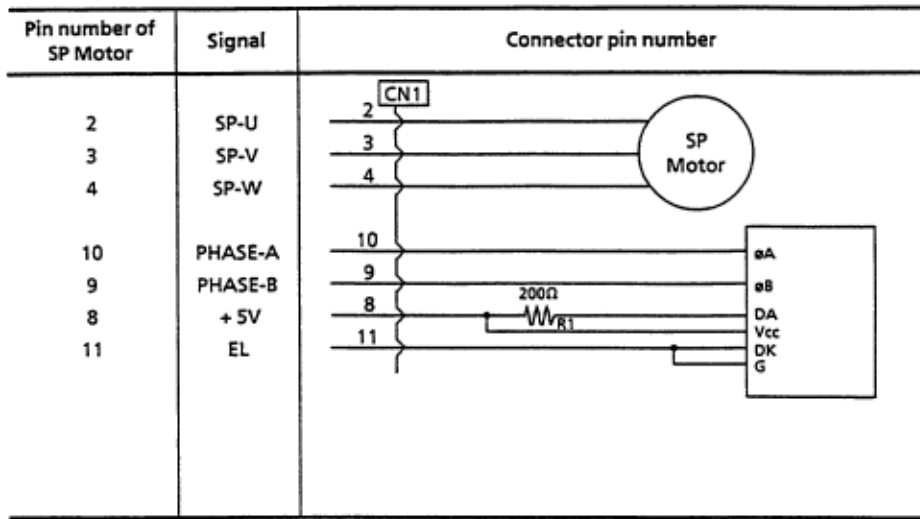 Pin number of SP Motor Signal Connector pin number
CN1
2 SP-U 2
3 SP-V 3
4 SP-W 4
SP
Motor
10 PHASE-A 10 øA
9 PHASE-B 9 øB
200Ω
8 +5V 8 R1 DA
Vcc
11 EL 11 DK
G